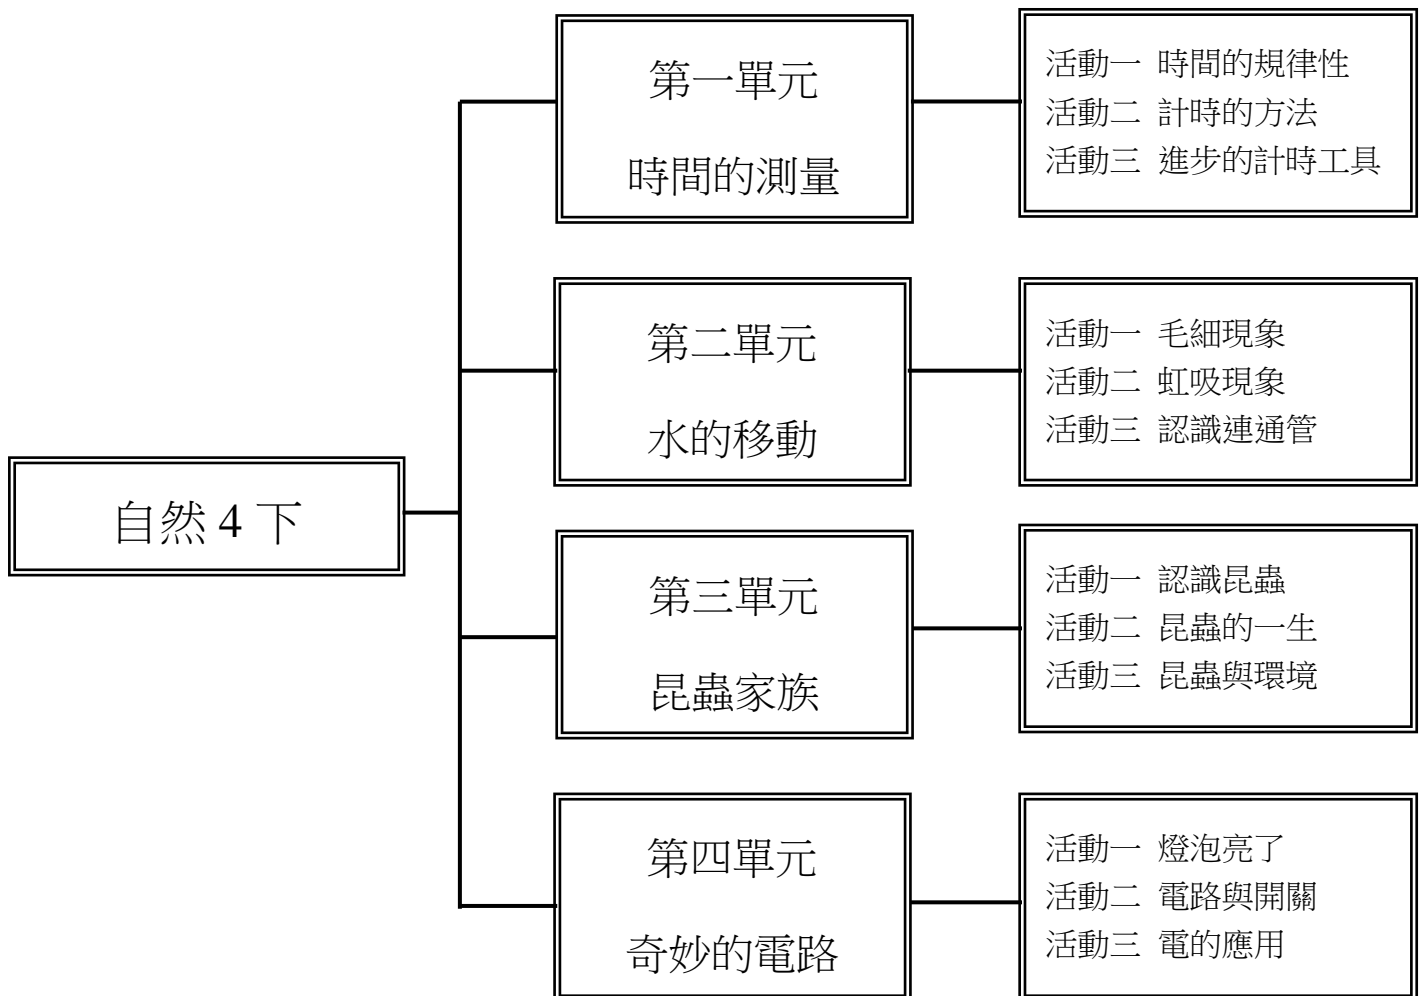 自然 4 下
第一單元
時間的測量
活動一 時間的規律性
活動二 計時的方法
活動三 進步的計時工具
第二單元
水的移動
活動一 毛細現象
活動二 虹吸現象
活動三 認識連通管
第三單元
昆蟲家族
活動一 認識昆蟲
活動二 昆蟲的一生
活動三 昆蟲與環境
第四單元
奇妙的電路
活動一 燈泡亮了
活動二 電路與開關
活動三 電的應用